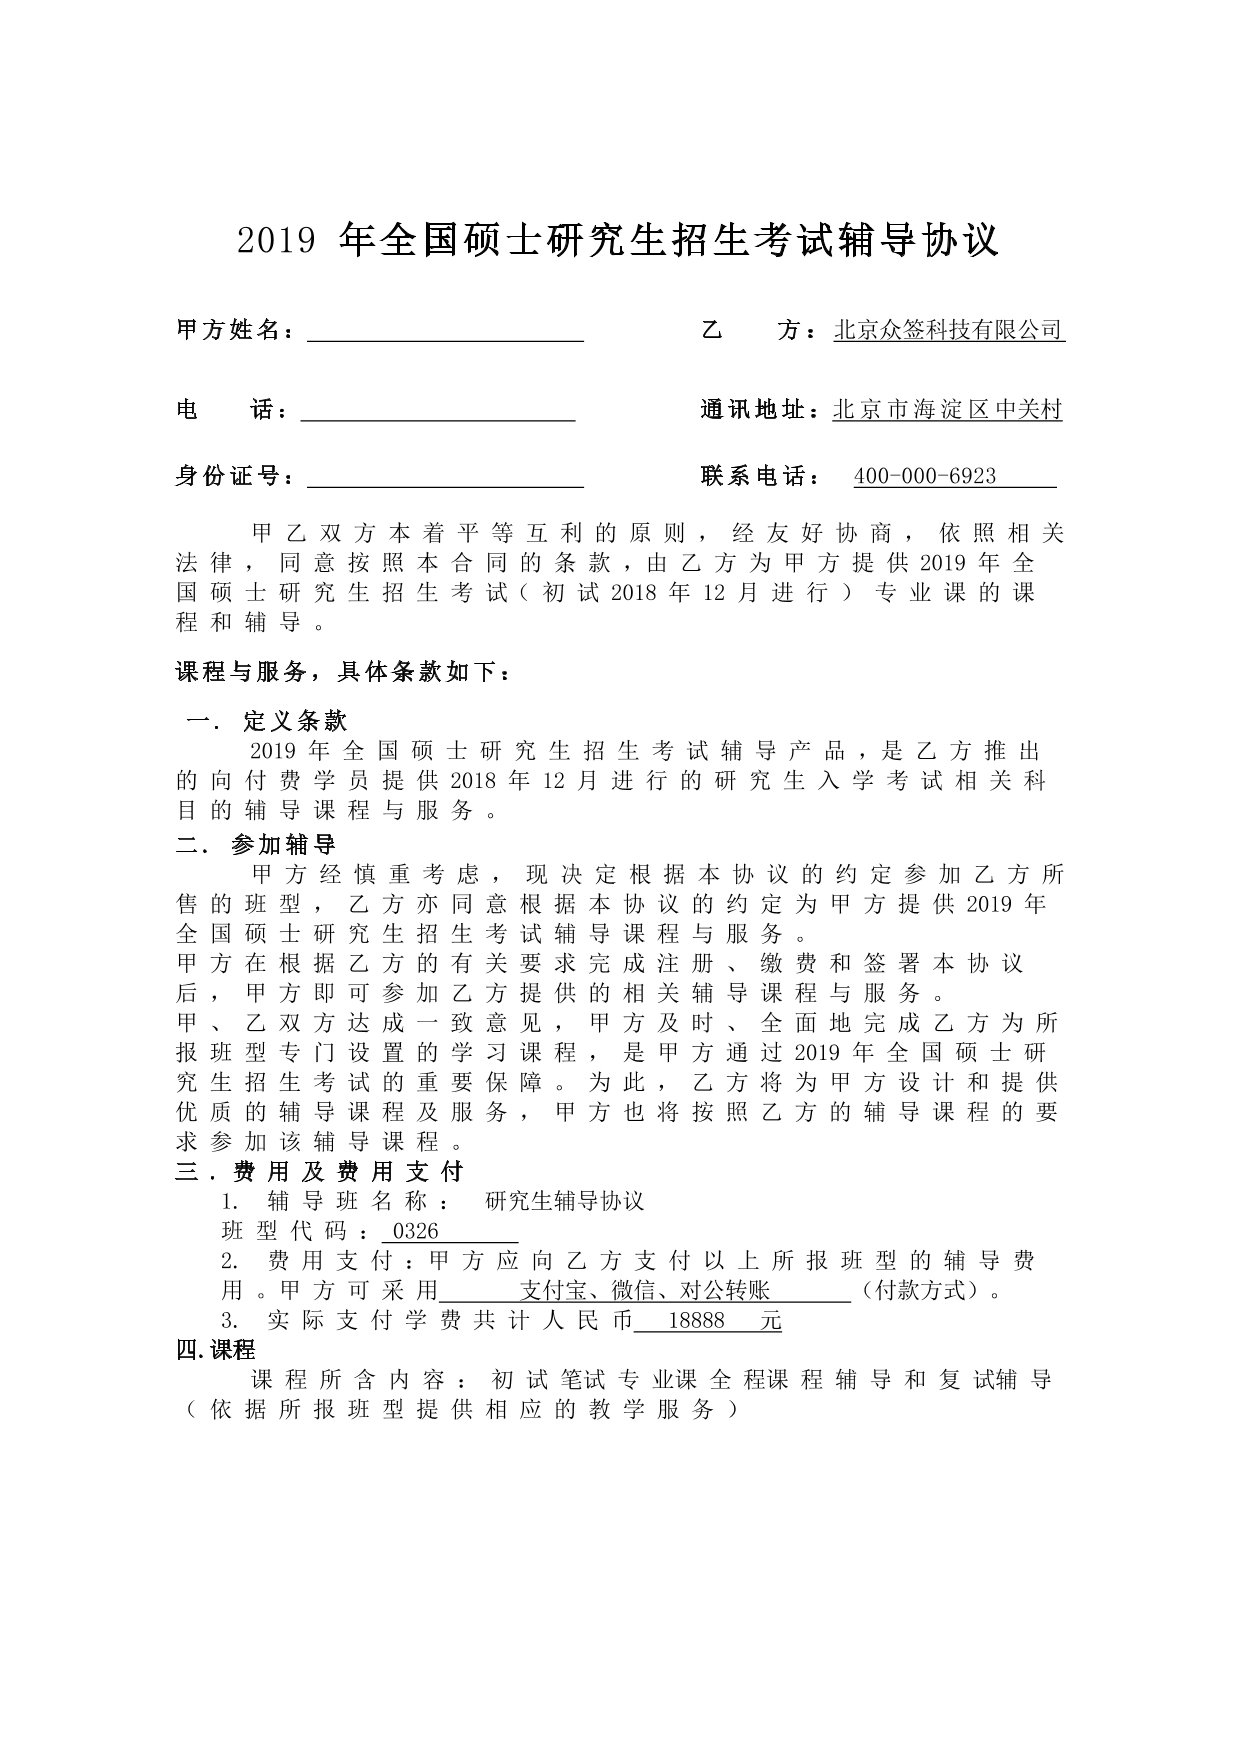 2019 年全国硕士研究生招生考试辅导协议
甲方姓名： 乙 方：北京众签科技有限公司
电 话： 通讯地址：北京市海淀区中关村
身份证号： 联系电话： 400-000-6923
甲乙双方本着平等互利的原则，经友好协商，依照相关
法律，同意按照本合同的条款,由乙方为甲方提供2019年全
国硕士研究生招生考试(初试2018年12月进行)专业课的课
程和辅导。
课程与服务，具体条款如下：
一. 定义条款
2019年全国硕士研究生招生考试辅导产品,是乙方推出
的向付费学员提供2018年12月进行的研究生入学考试相关科
目的辅导课程与服务。
二. 参加辅导
甲方经慎重考虑，现决定根据本协议的约定参加乙方所
售的班型，乙方亦同意根据本协议的约定为甲方提供2019年
全国硕士研究生招生考试辅导课程与服务。
甲方在根据乙方的有关要求完成注册、缴费和签署本协议
后，甲方即可参加乙方提供的相关辅导课程与服务。
甲、乙双方达成一致意见，甲方及时、全面地完成乙方为所
报班型专门设置的学习课程，是甲方通过2019年全国硕士研
究生招生考试的重要保障。为此，乙方将为甲方设计和提供
优质的辅导课程及服务，甲方也将按照乙方的辅导课程的要
求参加该辅导课程。
三.费用及费用支付
1. 辅导班名称： 研究生辅导协议
班型代码：0326
2. 费用支付:甲方应向乙方支付以上所报班型的辅导费
用。甲方可采用 支付宝、微信、对公转账 （付款方式）。
3. 实际支付学费共计人民币 18888 元
四.课程
课程所含内容：初试笔试专业课全程课程辅导和复试辅导
（依据所报班型提供相应的教学服务）